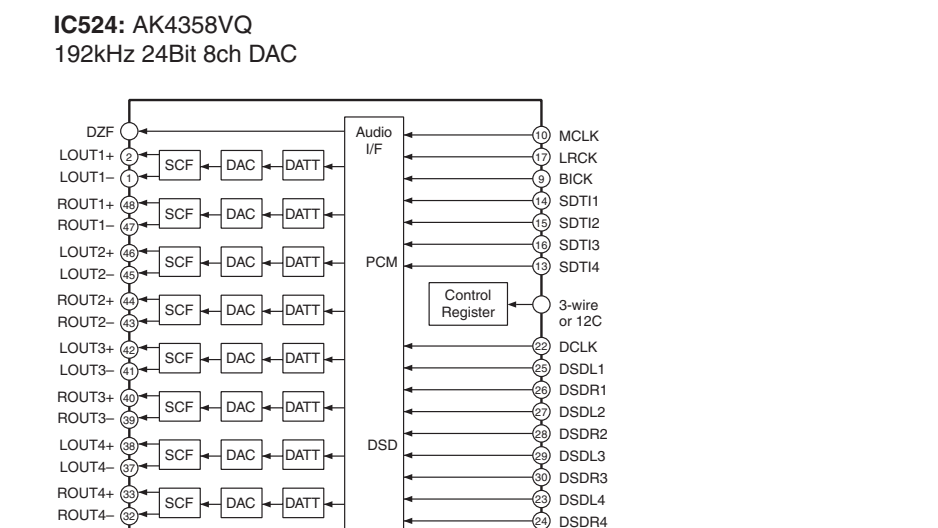 IC524: AK4358VQ
192kHz 24Bit 8ch DAC
DZF Audio I/F 10 MCLK
LOUT1+ 2 17 LRCK
SCF DAC DATT
LOUT1– 1 9 BICK
ROUT1+ 48 14 SDTI1
SCF DAC DATT
ROUT1– 47 15 SDTI2
LOUT2+ 46 16 SDTI3
SCF DAC DATT PCM
LOUT2– 45 13 SDTI4
Control Register
ROUT2+ 44 3-wire or 12C
SCF DAC DATT
ROUT2– 43
LOUT3+ 42 22 DCLK
SCF DAC DATT
LOUT3– 41 25 DSDL1
ROUT3+ 40 26 DSDR1
SCF DAC DATT
ROUT3– 39 27 DSDL2
28 DSDR2
LOUT4+ 38 DSD
SCF DAC DATT 29 DSDL3
LOUT4– 37
30 DSDR3
ROUT4+ 33 23 DSDL4
SCF DAC DATT
ROUT4– 32 24 DSDR4